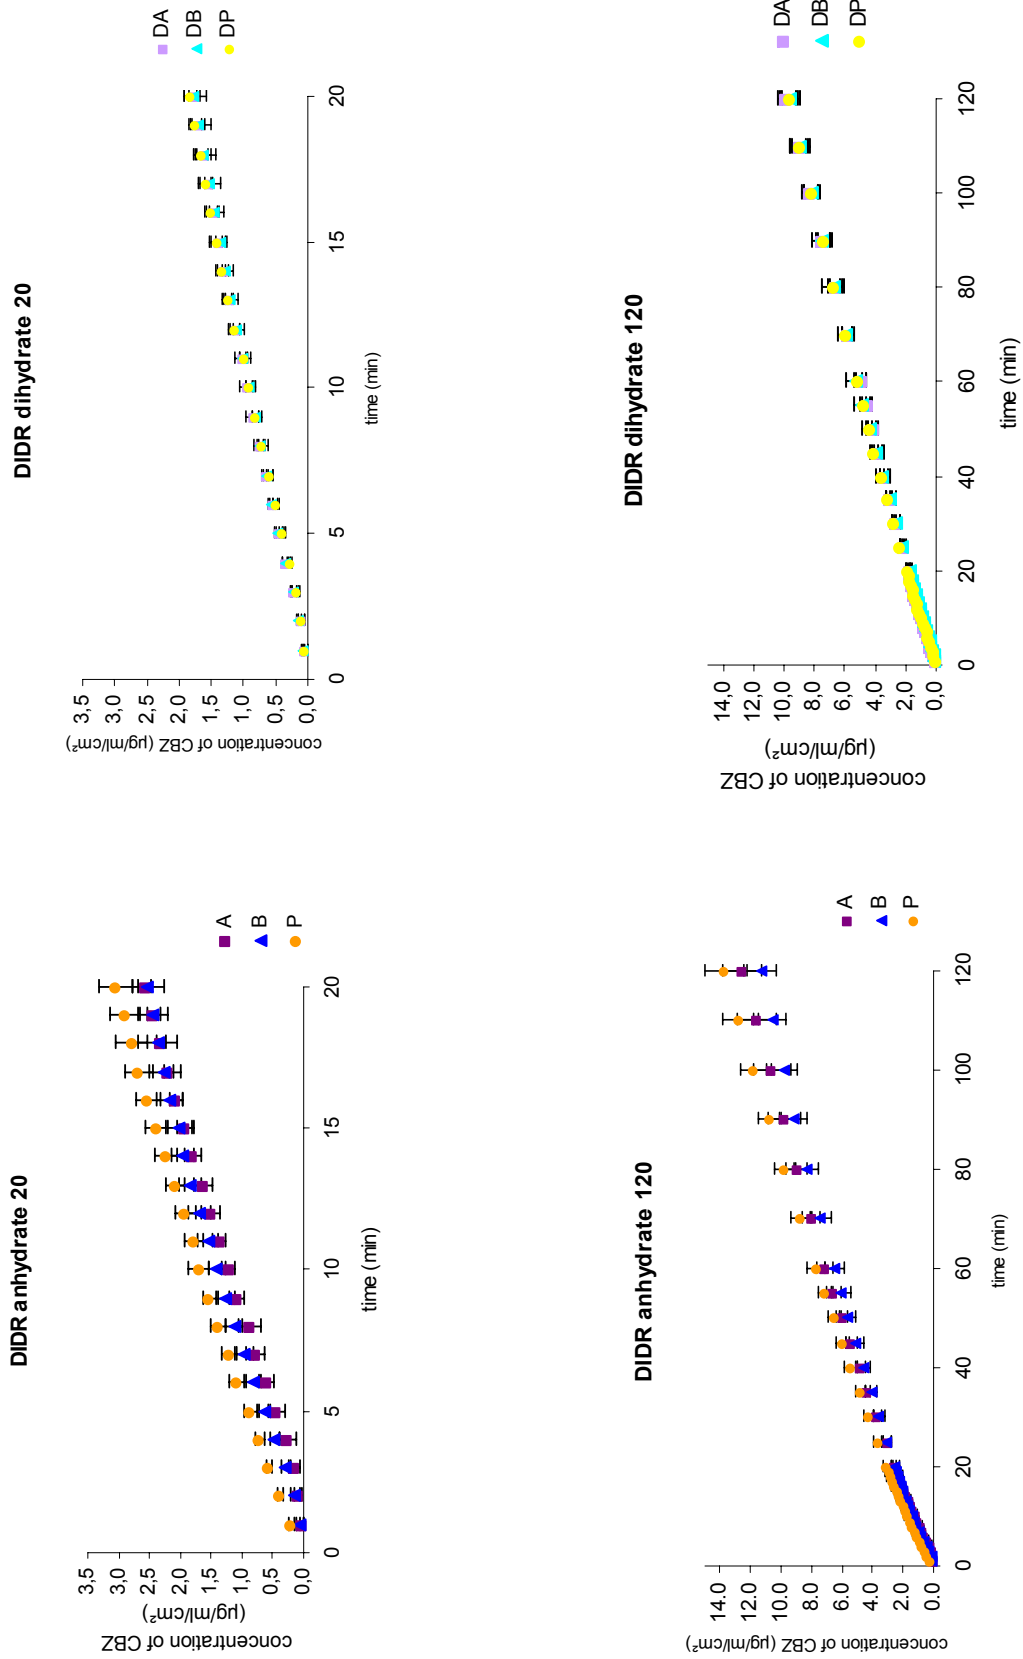 DIDR anhydrate 20
concentration of CBZ
(µg/ml/cm²)
3,5
3,0
2,5
2,0
1,5
1,0
0,5
0,0
0
5
10
15
20
time (min)
A
B
P
DIDR dihydrate 20
concentration of CBZ (µg/ml/cm²)
3,5
3,0
2,5
2,0
1,5
1,0
0,5
0,0
0
5
10
15
20
time (min)
DA
DB
DP
DIDR anhydrate 120
concentration of CBZ (µg/ml/cm²)
14.0
12.0
10.0
8.0
6.0
4.0
2.0
0.0
0
20
40
60
80
100
120
time (min)
A
B
P
DIDR dihydrate 120
concentration of CBZ
(µg/ml/cm²)
14,0
12,0
10,0
8,0
6,0
4,0
2,0
0,0
0
20
40
60
80
100
120
time (min)
DA
DB
DP